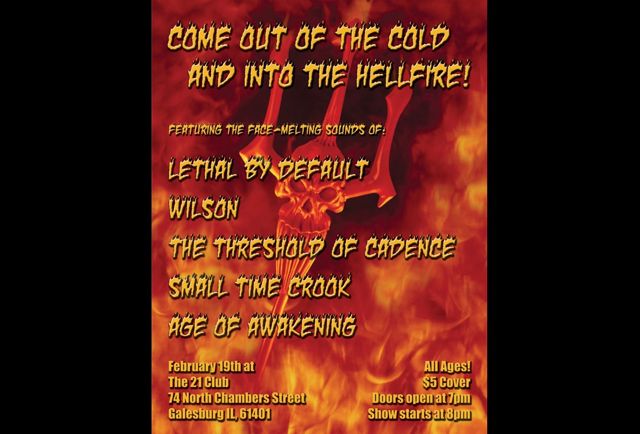 COME OUT OF THE COLD
AND INTO THE HELLFIRE!
FEATURING THE FACE-MELTING SOUNDS OF:
LETHAL BY DEFAULT
WILSON
THE THRESHOLD OF CADENCE
SMALL TIME CROOK
AGE OF AWAKENING
February 19th at
The 21 Club
74 North Chambers Street
Galesburg IL, 61401
All Ages!
$5 Cover
Doors open at 7pm
Show starts at 8pm